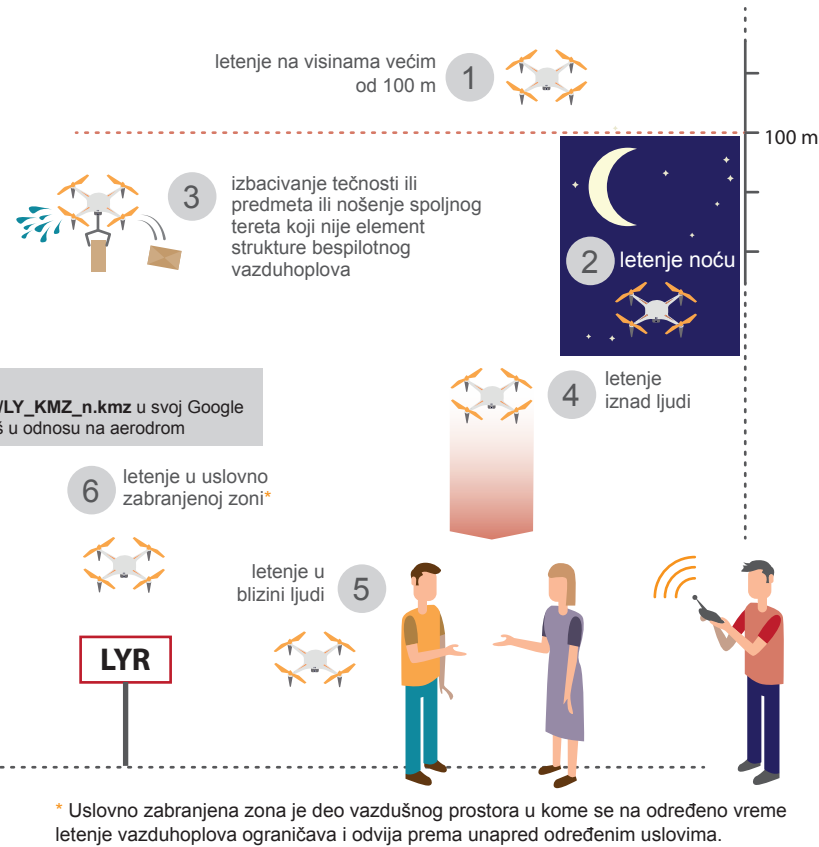 letenje na visinama većim
od 100 m
1
100 m
3
izbacivanje tečnosti ili
predmeta ili nošenje spoljnog
tereta koji nije element
strukture bespilotnog
vazduhoplova
2
letenje noću
/LY_KMZ_n.kmz u svoj Google
š u odnosu na aerodrom
4
letenje
iznad ljudi
6
letenje u uslovno
zabranjenoj zoni*
letenje u
blizini ljudi
5
LYR
* Uslovno zabranjena zona je deo vazdušnog prostora u kome se na određeno vreme
letenje vazduhoplova ograničava i odvija prema unapred određenim uslovima.